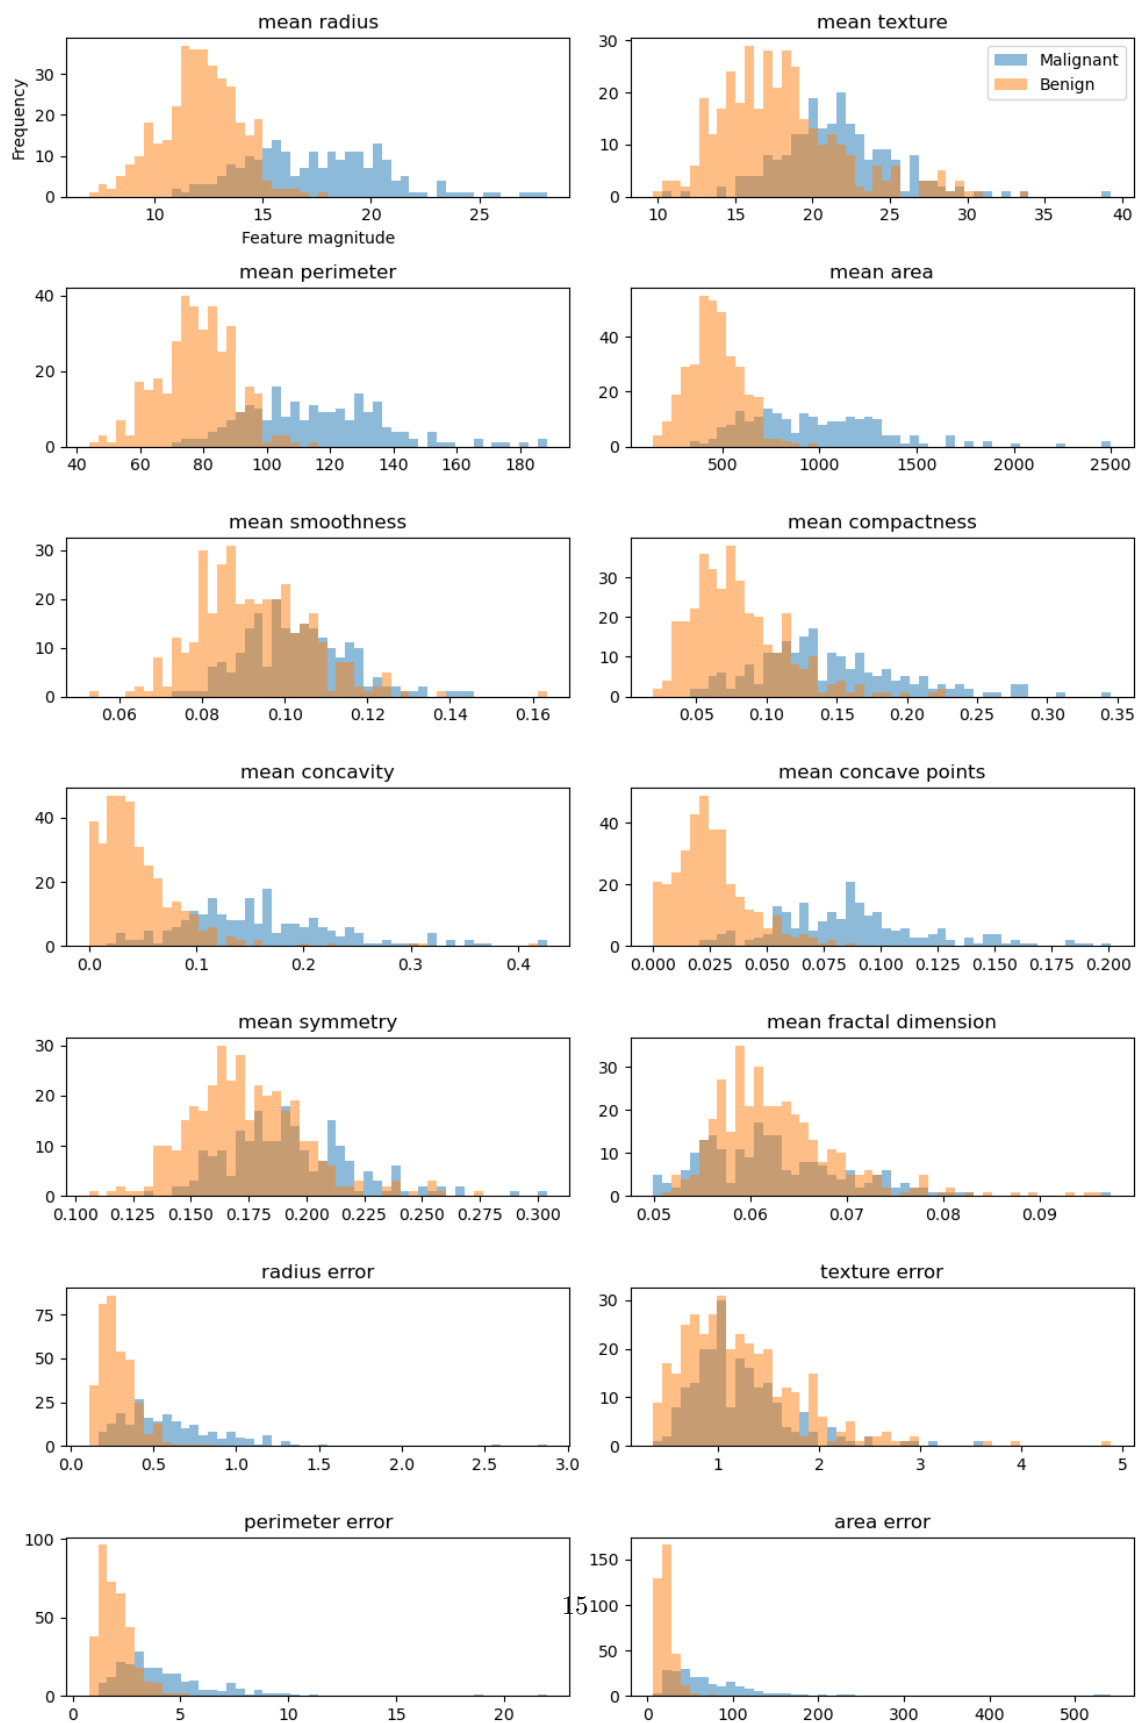 mean radius
mean texture
Frequency
30
20
10
0
10 15 20 25
Feature magnitude
30
20
10
0
10 15 20 25 30 35 40
Malignant
Benign
mean perimeter
mean area
40
20
0
40 60 80 100 120 140 160 180
40
20
0
500 1000 1500 2000 2500
mean smoothness
mean compactness
30
20
10
0
0.06 0.08 0.10 0.12 0.14 0.16
30
20
10
0
0.05 0.10 0.15 0.20 0.25 0.30 0.35
mean concavity
mean concave points
40
20
0
0.0 0.1 0.2 0.3 0.4
40
20
0
0.000 0.025 0.050 0.075 0.100 0.125 0.150 0.175 0.200
mean symmetry
mean fractal dimension
30
20
10
0
0.100 0.125 0.150 0.175 0.200 0.225 0.250 0.275 0.300
30
20
10
0
0.05 0.06 0.07 0.08 0.09
radius error
texture error
75
50
25
0
0.0 0.5 1.0 1.5 2.0 2.5 3.0
30
20
10
0
1 2 3 4 5
perimeter error
area error
100
50
0
0 5 10 15 20
150
100
50
0
0 100 200 300 400 500
15